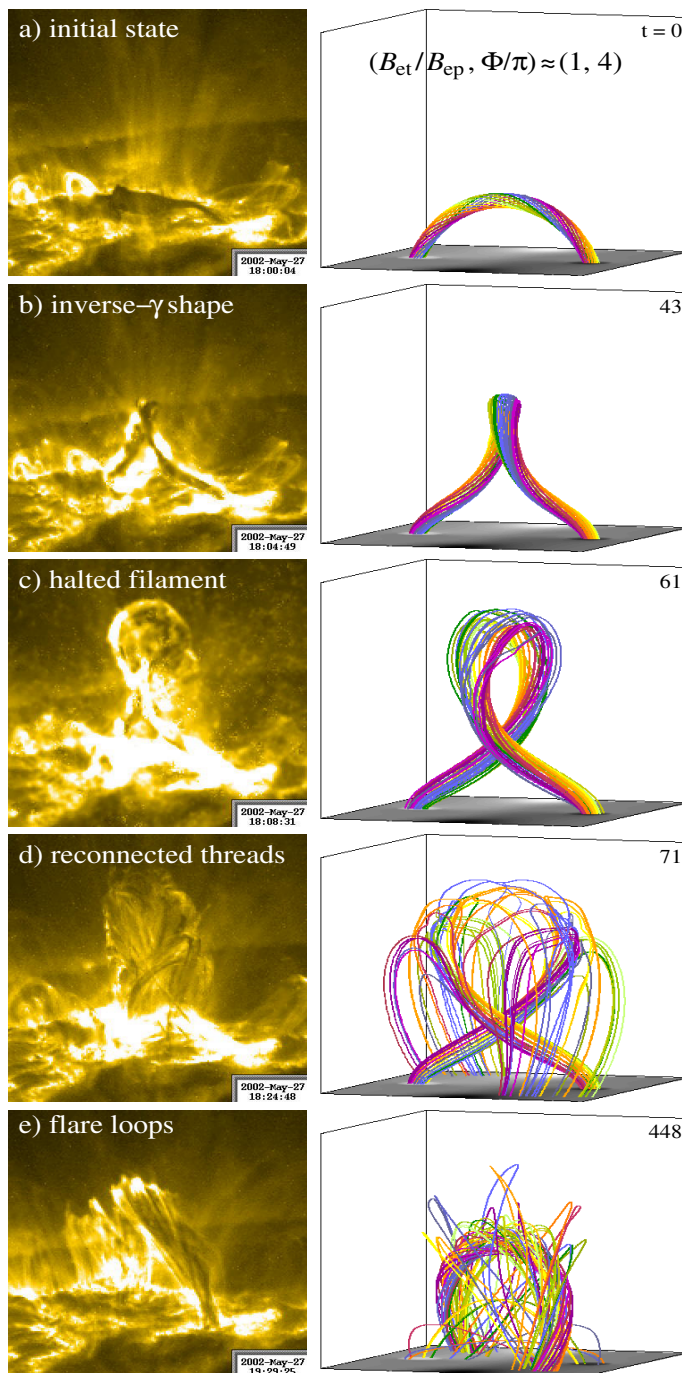 a) initial state
t = 0
(B_et/B_ep, Φ/π) ≈ (1, 4)
2002-May-27
18:00:04
b) inverse-γ shape
43
2002-May-27
18:04:49
c) halted filament
61
2002-May-27
18:08:31
d) reconnected threads
71
2002-May-27
18:24:48
e) flare loops
448
2002-May-27
19:29:25